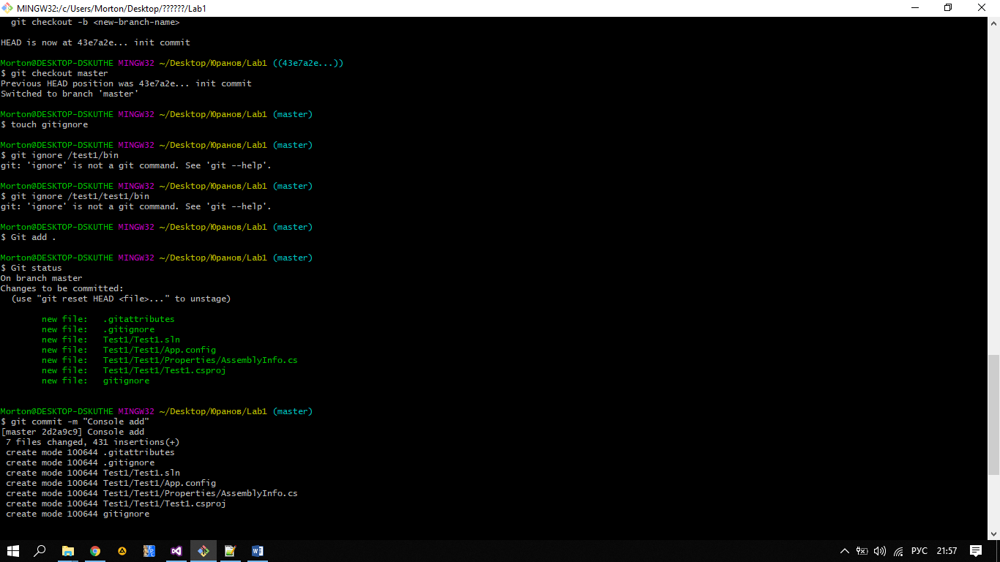 MINGW32:/c/Users/Morton/Desktop/??????/Lab1
  git checkout -b <new-branch-name>
HEAD is now at 43e7a2e... init commit
Morton@DESKTOP-DSKUTHE MINGW32 ~/Desktop/Юранов/Lab1 ((43e7a2e...))
$ git checkout master
Previous HEAD position was 43e7a2e... init commit
Switched to branch 'master'
Morton@DESKTOP-DSKUTHE MINGW32 ~/Desktop/Юранов/Lab1 (master)
$ touch gitignore
Morton@DESKTOP-DSKUTHE MINGW32 ~/Desktop/Юранов/Lab1 (master)
$ git ignore /test1/bin
git: 'ignore' is not a git command. See 'git --help'.
Morton@DESKTOP-DSKUTHE MINGW32 ~/Desktop/Юранов/Lab1 (master)
$ git ignore /test1/test1/bin
git: 'ignore' is not a git command. See 'git --help'.
Morton@DESKTOP-DSKUTHE MINGW32 ~/Desktop/Юранов/Lab1 (master)
$ Git add .
Morton@DESKTOP-DSKUTHE MINGW32 ~/Desktop/Юранов/Lab1 (master)
$ Git status
On branch master
Changes to be committed:
  (use "git reset HEAD <file>..." to unstage)
        new file:   .gitattributes
        new file:   .gitignore
        new file:   Test1/Test1.sln
        new file:   Test1/Test1/App.config
        new file:   Test1/Test1/Properties/AssemblyInfo.cs
        new file:   Test1/Test1/Test1.csproj
        new file:   gitignore
Morton@DESKTOP-DSKUTHE MINGW32 ~/Desktop/Юранов/Lab1 (master)
$ git commit -m "Console add"
[master 2d2a9c9] Console add
 7 files changed, 431 insertions(+)
 create mode 100644 .gitattributes
 create mode 100644 .gitignore
 create mode 100644 Test1/Test1.sln
 create mode 100644 Test1/Test1/App.config
 create mode 100644 Test1/Test1/Properties/AssemblyInfo.cs
 create mode 100644 Test1/Test1/Test1.csproj
 create mode 100644 gitignore
РУС 21:57